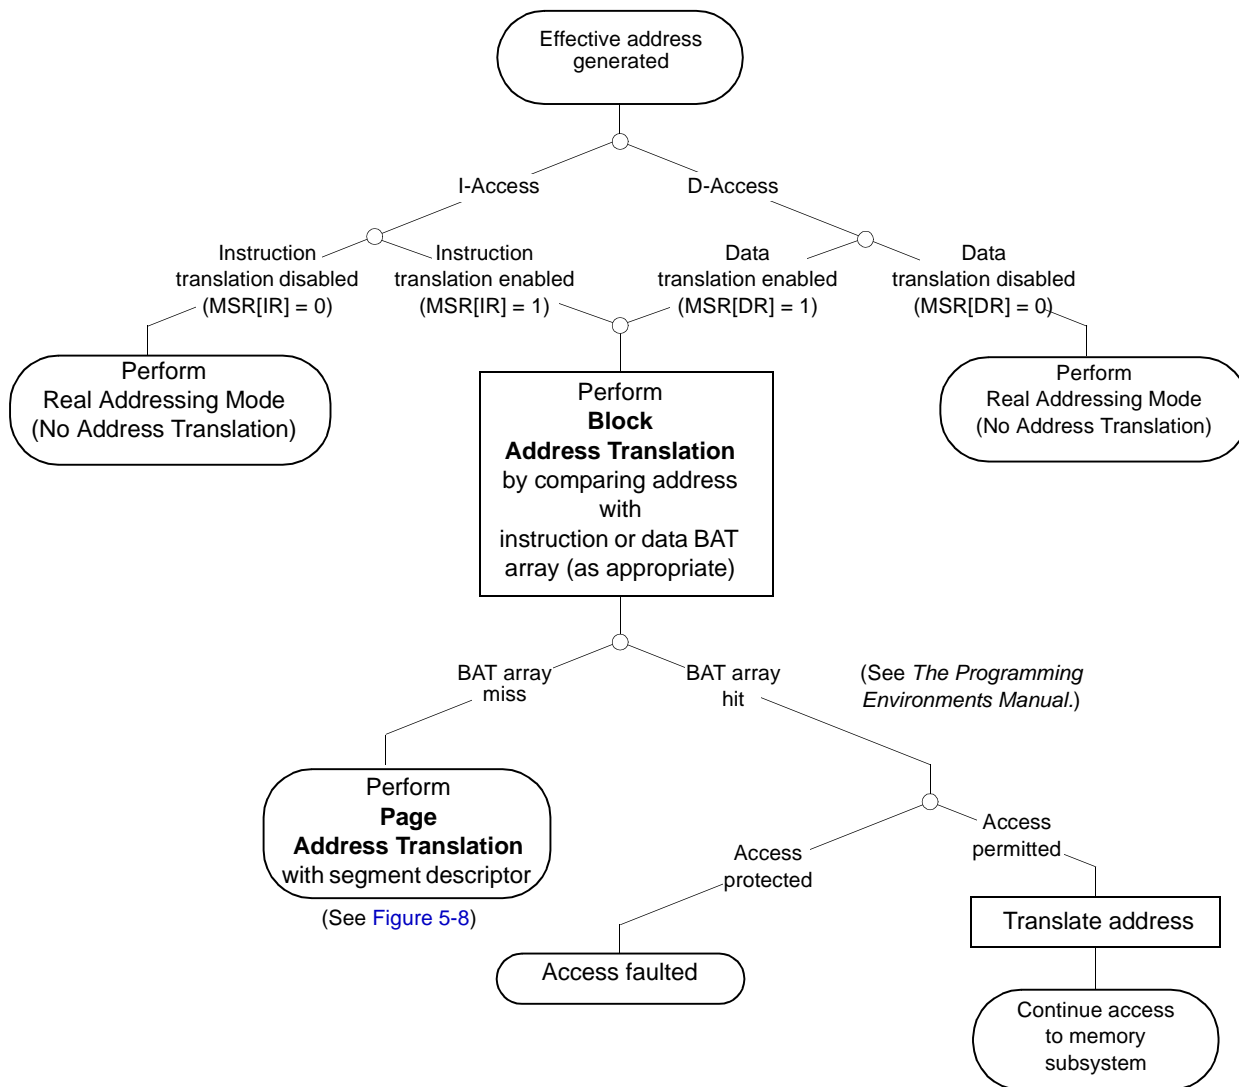 Effective address
generated
I-Access
D-Access
Instruction
translation disabled
(MSR[IR] = 0)
Instruction
translation enabled
(MSR[IR] = 1)
Data
translation enabled
(MSR[DR] = 1)
Data
translation disabled
(MSR[DR] = 0)
Perform
Real Addressing Mode
(No Address Translation)
Perform
Block
Address Translation
by comparing address
with
instruction or data BAT
array (as appropriate)
Perform
Real Addressing Mode
(No Address Translation)
BAT array
miss
BAT array
hit
(See The Programming
Environments Manual.)
Perform
Page
Address Translation
with segment descriptor
(See Figure 5-8)
Access
protected
Access
permitted
Access faulted
Translate address
Continue access
to memory
subsystem